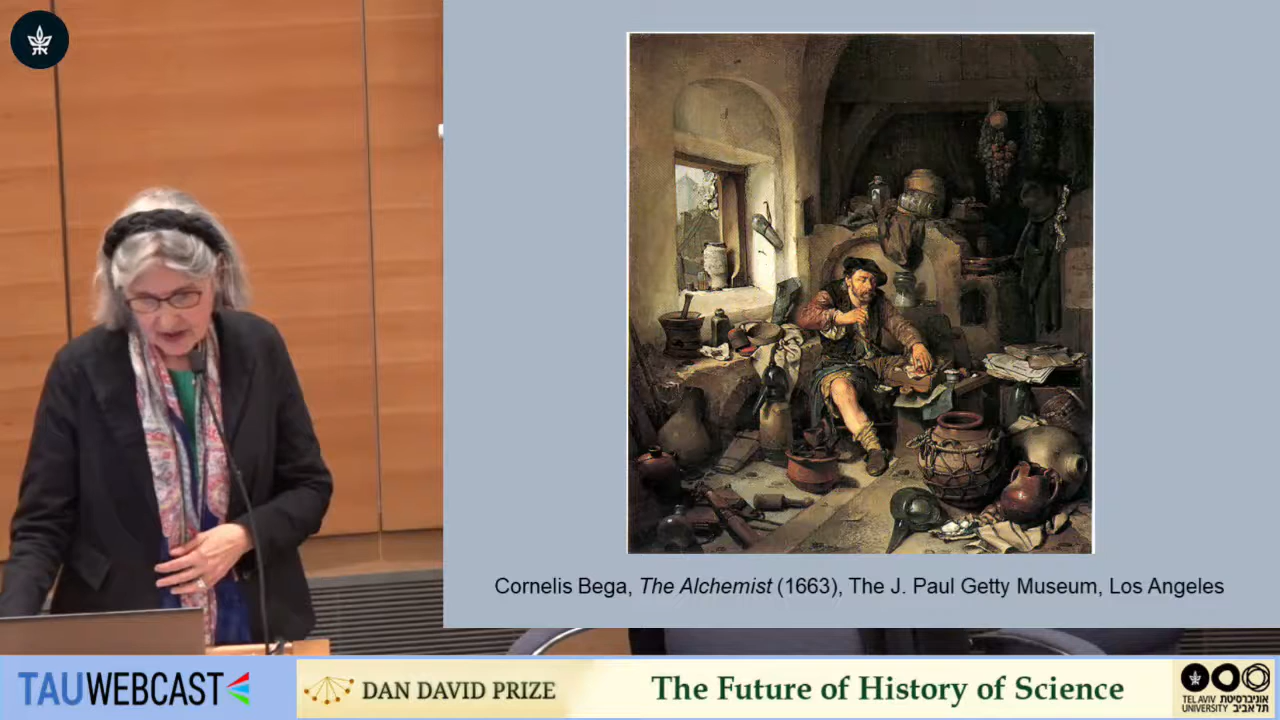 Cornelis Bega, The Alchemist (1663), The J. Paul Getty Museum, Los Angeles
TAUWEBCAST
DAN DAVID PRIZE
The Future of History of Science
TEL AVIV אוניברסיטת
UNIVERSITY תל אביב